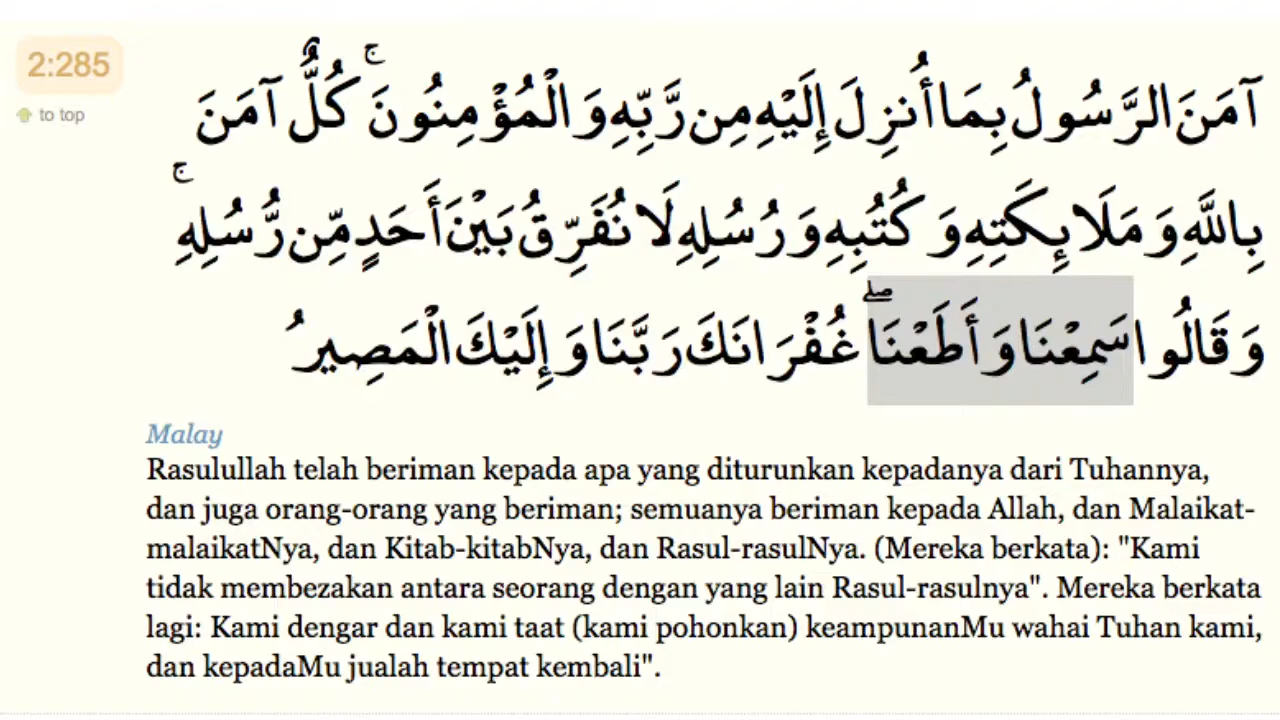 2:285
to top
آمَنَ الرَّسُولُ بِمَا أُنزِلَ إِلَيْهِ مِن رَّبِّهِ وَالْمُؤْمِنُونَ ۚ كُلٌّ آمَنَ
بِاللَّهِ وَمَلَائِكَتِهِ وَكُتُبِهِ وَرُسُلِهِ لَا نُفَرِّقُ بَيْنَ أَحَدٍ مِّن رُّسُلِهِ ۚ
وَقَالُوا سَمِعْنَا وَأَطَعْنَا ۖ غُفْرَانَكَ رَبَّنَا وَإِلَيْكَ الْمَصِيرُ
Malay
Rasulullah telah beriman kepada apa yang diturunkan kepadanya dari Tuhannya,
dan juga orang-orang yang beriman; semuanya beriman kepada Allah, dan Malaikat-
malaikatNya, dan Kitab-kitabNya, dan Rasul-rasulNya. (Mereka berkata): "Kami
tidak membezakan antara seorang dengan yang lain Rasul-rasulnya". Mereka berkata
lagi: Kami dengar dan kami taat (kami pohonkan) keampunanMu wahai Tuhan kami,
dan kepadaMu jualah tempat kembali".